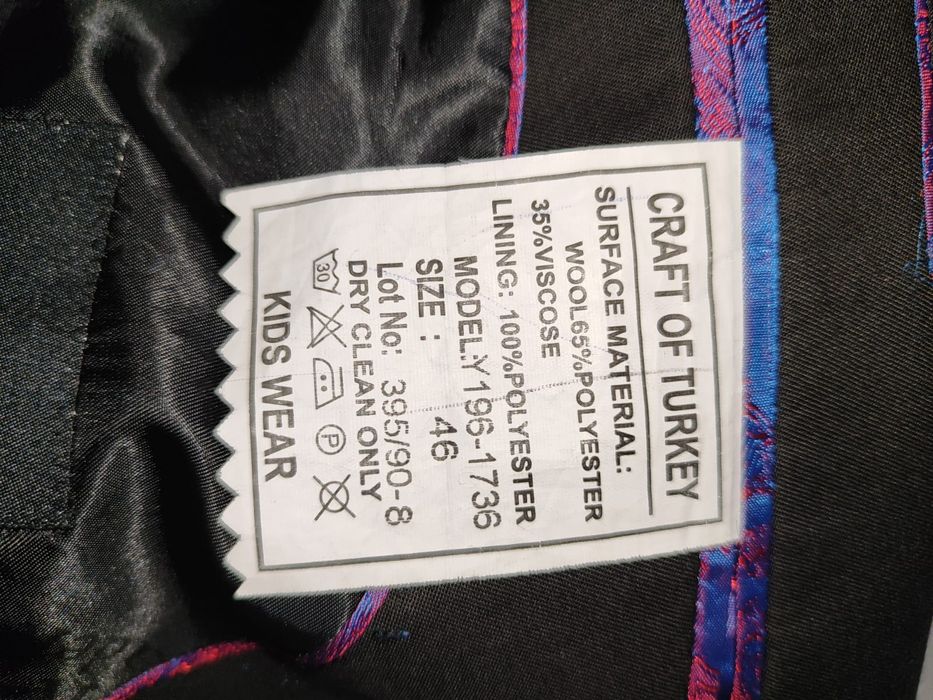 CRAFT OF TURKEY
SURFACE MATERIAL:
WOOL65%POLYESTER
35%VISCOSE
LINING: 100%POLYESTER
MODEL:Y196-1736
SIZE : 46
Lot No: 395/90-8
DRY CLEAN ONLY
30 P
KIDS WEAR